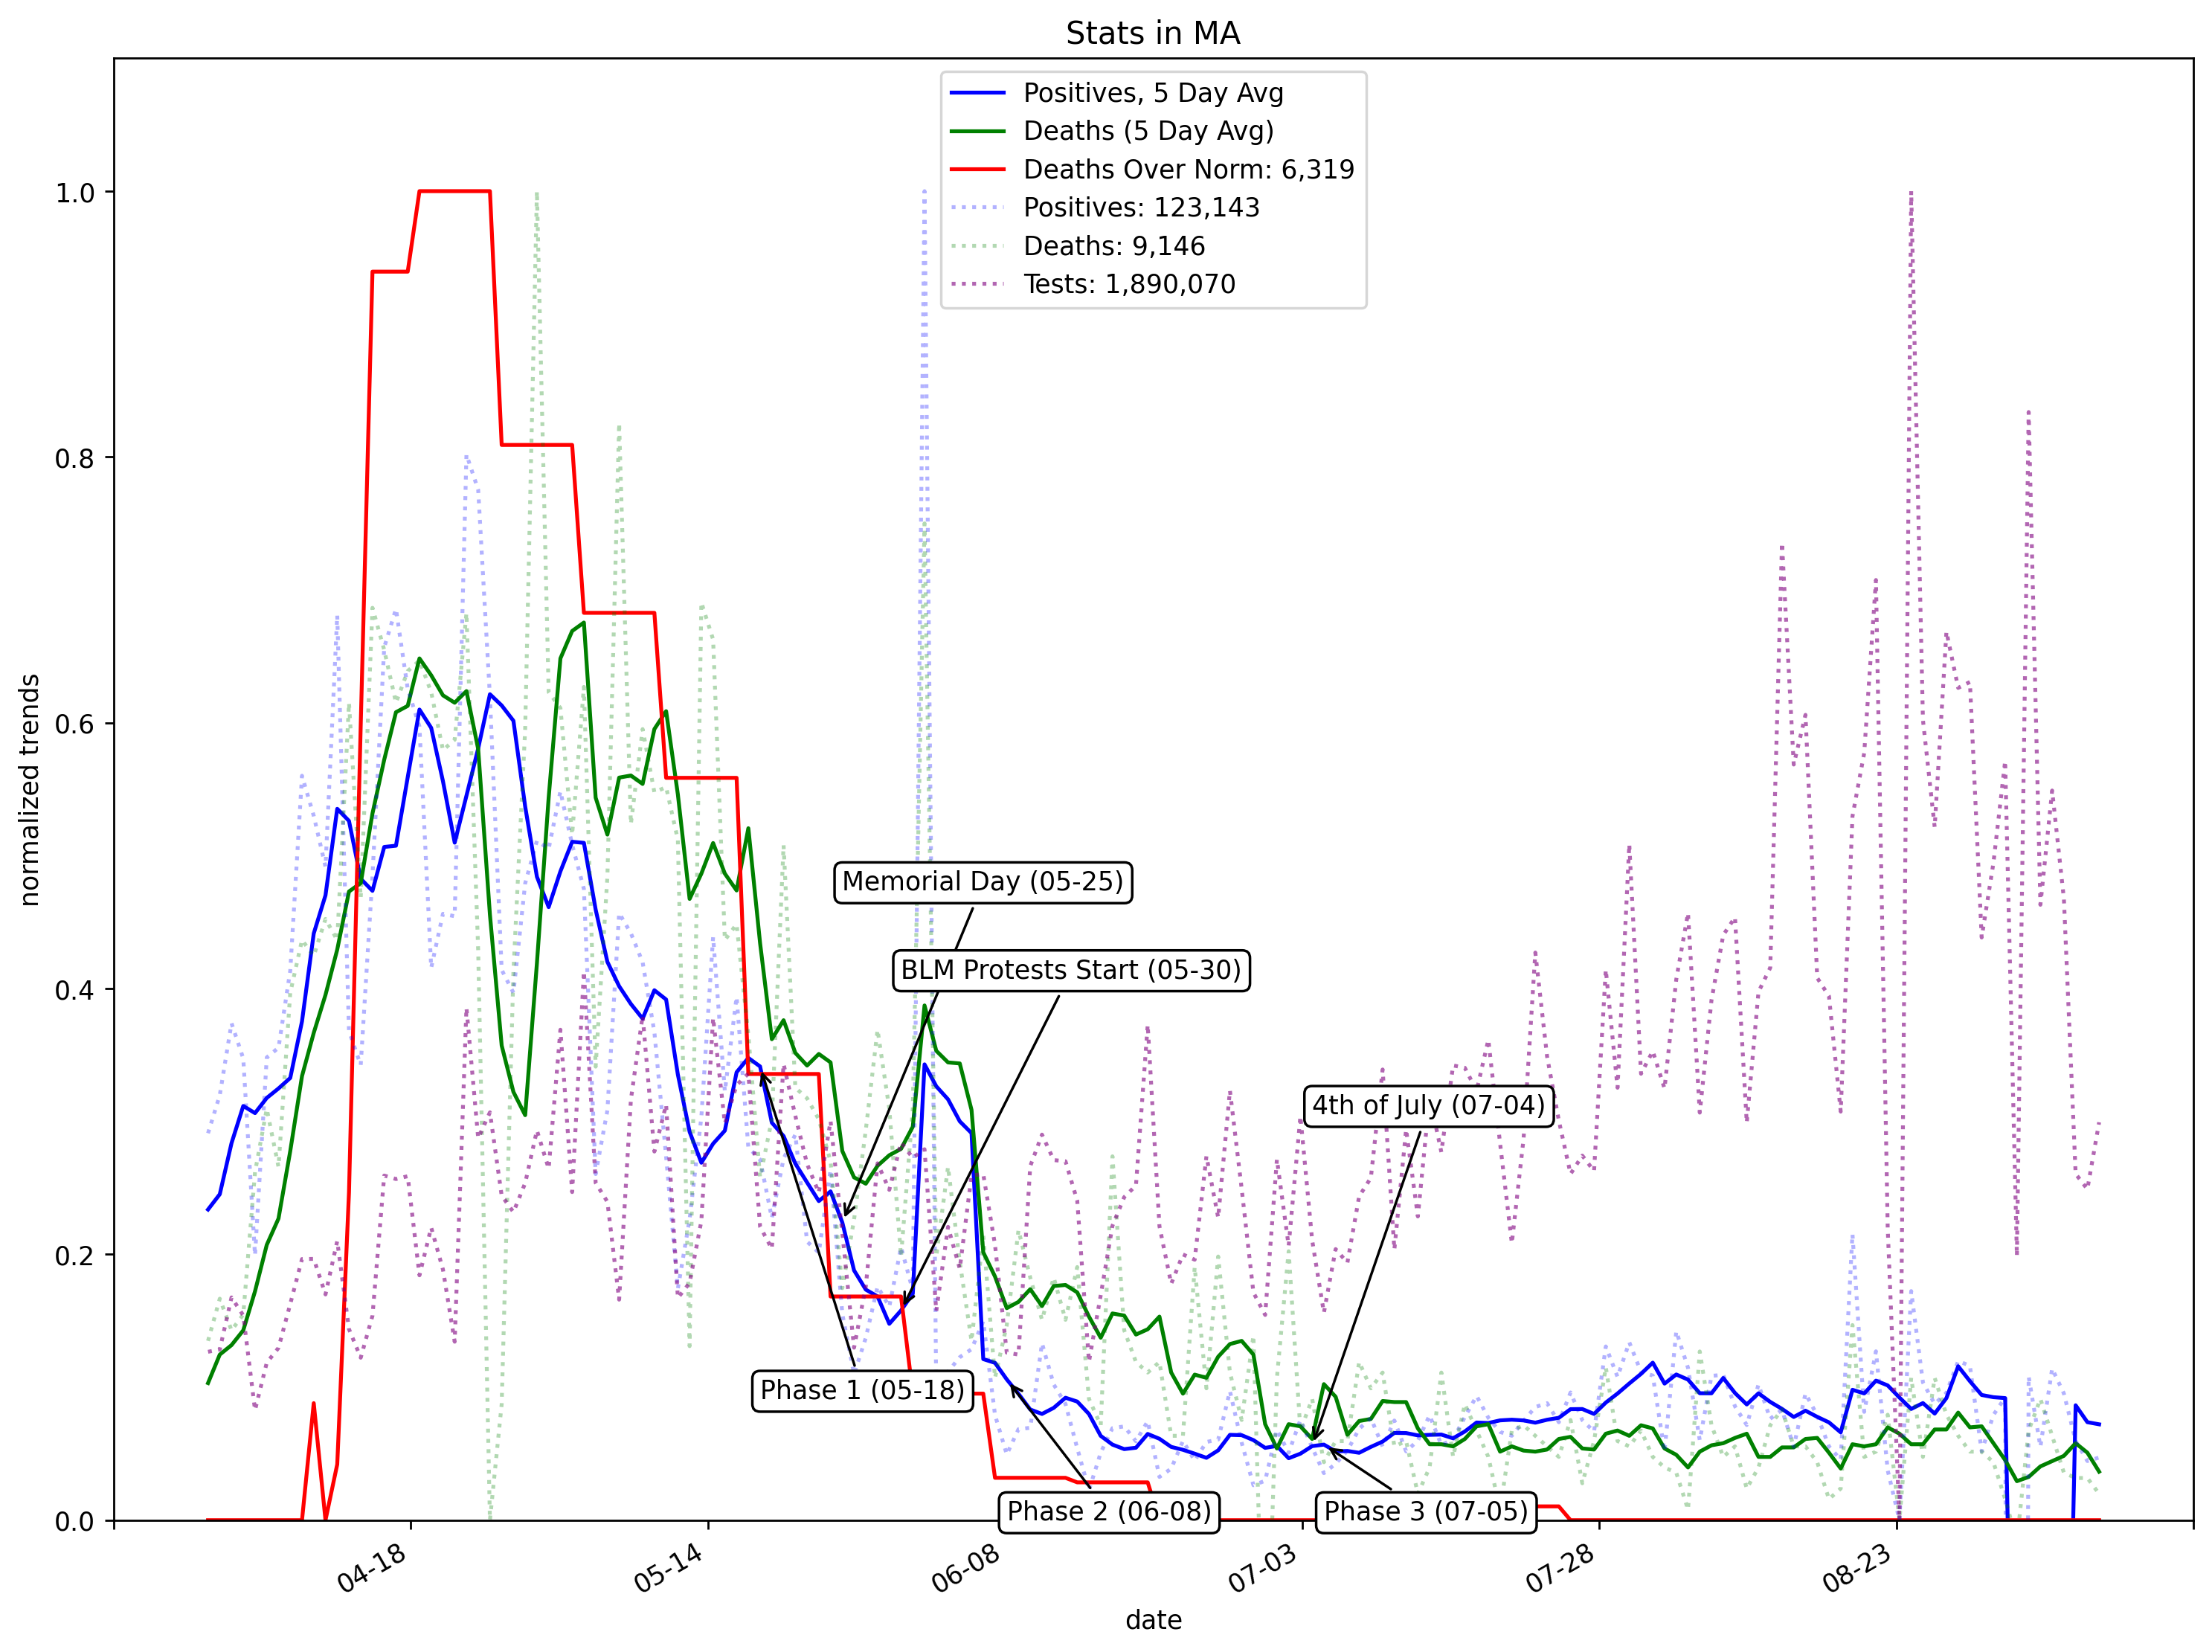 Stats in MA
Positives, 5 Day Avg
Deaths (5 Day Avg)
Deaths Over Norm: 6,319
Positives: 123,143
Deaths: 9,146
Tests: 1,890,070
1.0
0.8
0.6
0.4
0.2
0.0
normalized trends
Memorial Day (05-25)
BLM Protests Start (05-30)
4th of July (07-04)
Phase 1 (05-18)
Phase 2 (06-08)
Phase 3 (07-05)
04-18
05-14
06-08
07-03
07-28
08-23
date